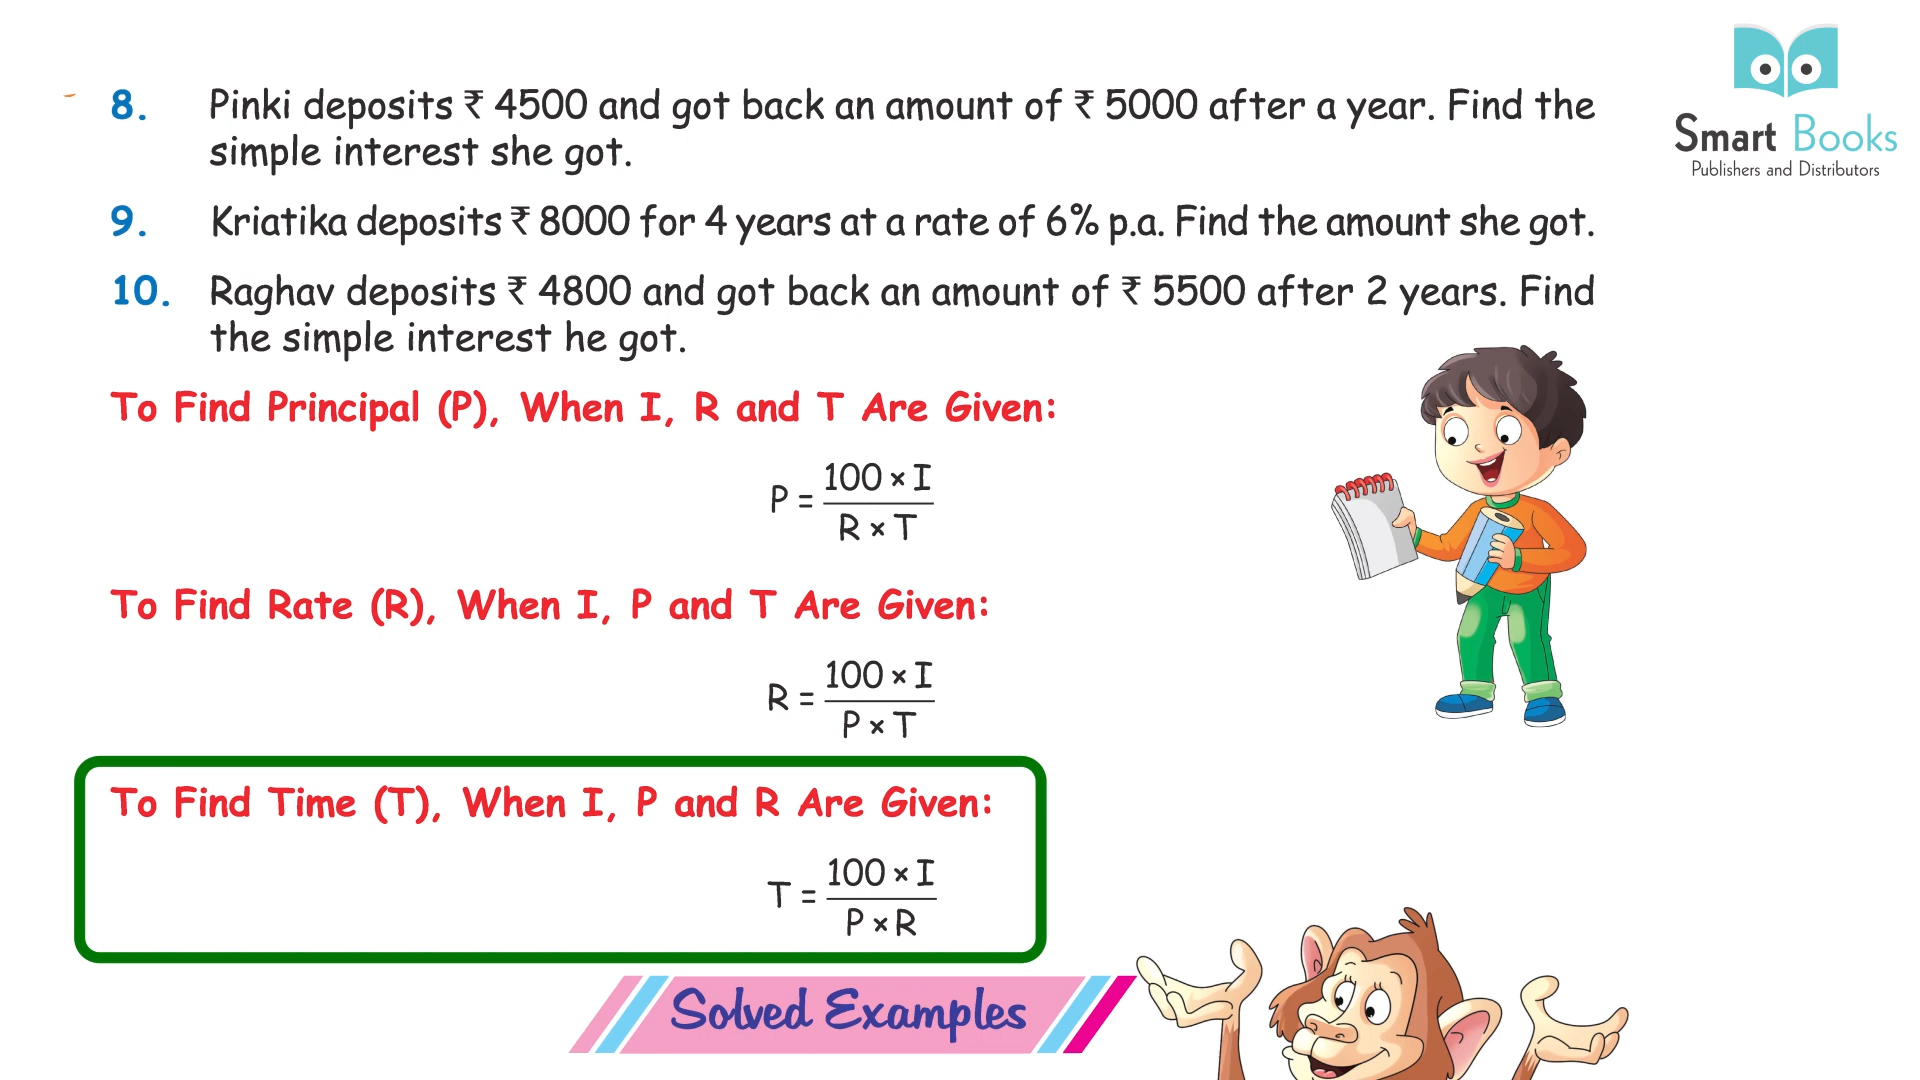 Smart Books
Publishers and Distributors
8. Pinki deposits ₹ 4500 and got back an amount of ₹ 5000 after a year. Find the
simple interest she got.
9. Kriatika deposits ₹ 8000 for 4 years at a rate of 6% p.a. Find the amount she got.
10. Raghav deposits ₹ 4800 and got back an amount of ₹ 5500 after 2 years. Find
the simple interest he got.
To Find Principal (P), When I, R and T Are Given:
P = 100 × I
R × T
To Find Rate (R), When I, P and T Are Given:
R = 100 × I
P × T
To Find Time (T), When I, P and R Are Given:
T = 100 × I
P × R
Solved Examples